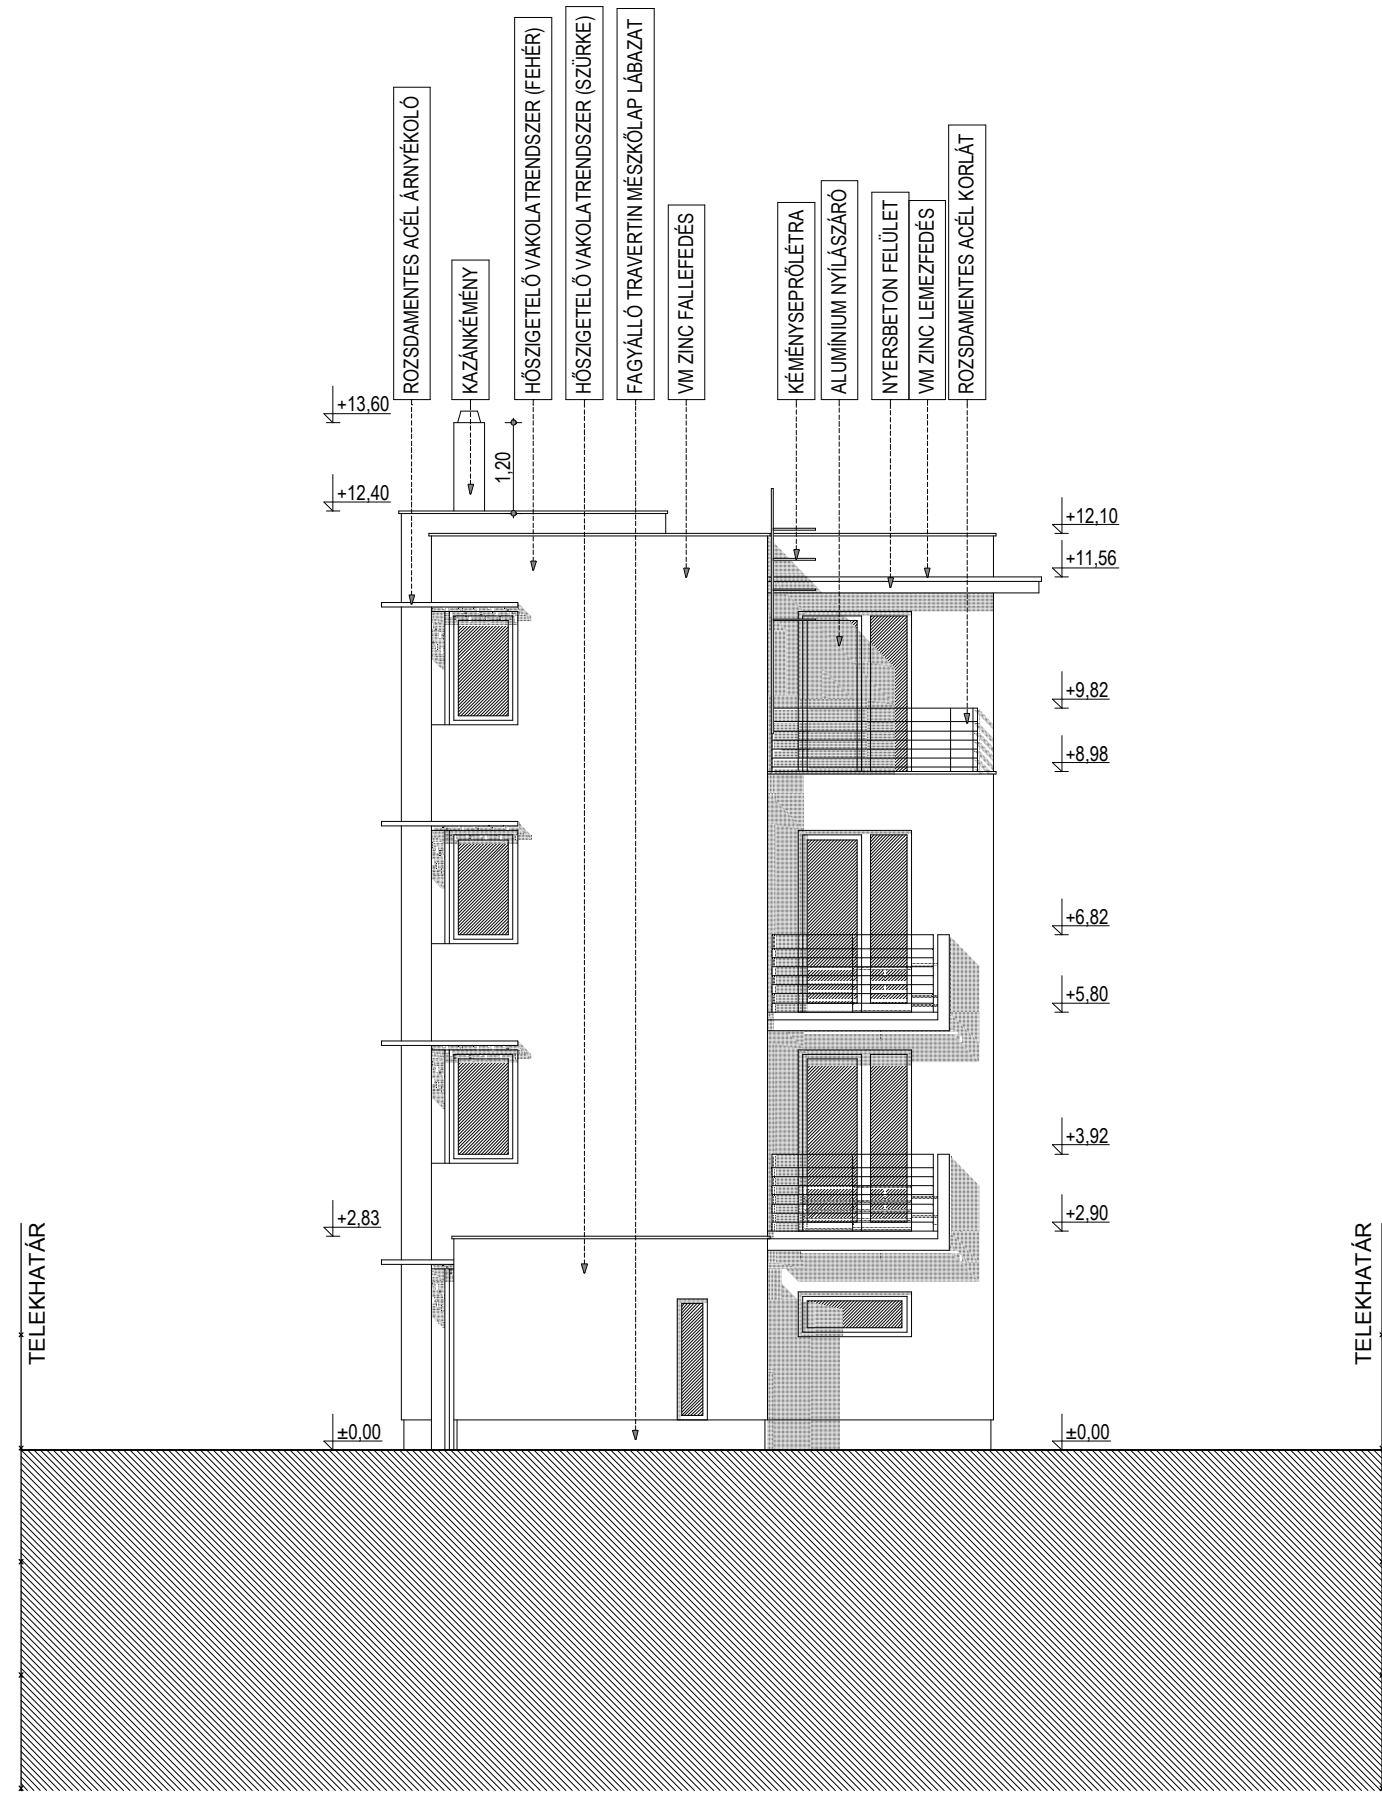 ROZSDAMENTES ACÉL ÁRNYÉKOLÓ
KAZÁNKÉMÉNY
HŐSZIGETELŐ VAKOLATRENDSZER (FEHÉR)
HŐSZIGETELŐ VAKOLATRENDSZER (SZÜRKE)
FAGYÁLLÓ TRAVERTIN MÉSZKŐLAP LÁBAZAT
VM ZINC FALLEFEDÉS
KÉMÉNYSEPRŐLÉTRA
ALUMÍNIUM NYÍLÁSZÁRÓ
NYERSBETON FELÜLET
VM ZINC LEMEZFEDÉS
ROZSDAMENTES ACÉL KORLÁT
+13,60
1,20
+12,40
+12,10
+11,56
+9,82
+8,98
+6,82
+5,80
+3,92
+2,83
+2,90
TELEKHATÁR
TELEKHATÁR
±0,00
±0,00